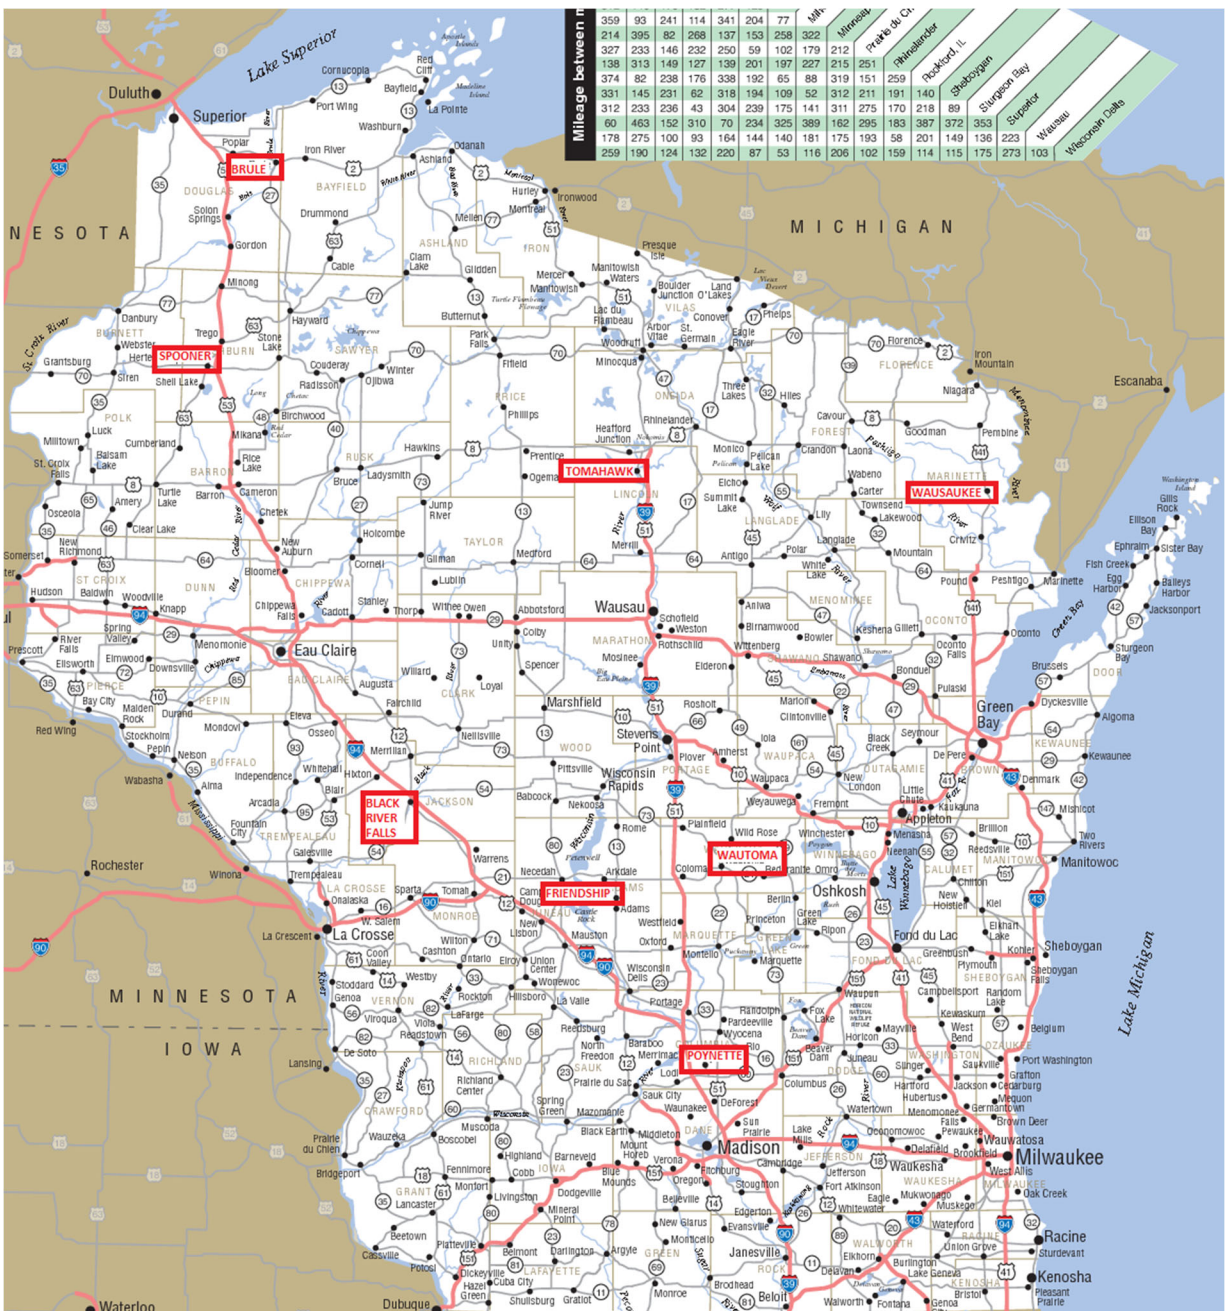 Mileage between m
359 93 241 114 341 204 77
214 395 82 268 137 153 258 322
327 233 146 232 250 59 102 179 212
138 313 149 127 139 201 197 227 215 251
374 82 238 176 338 192 65 88 319 151 259
331 145 231 62 318 194 109 52 312 211 191 140
312 233 236 43 304 239 175 141 311 275 170 218 89
60 463 152 310 70 234 325 389 162 295 183 387 372 353
178 275 100 93 164 144 140 181 175 193 58 201 149 136 223
259 190 124 132 220 87 53 116 206 102 159 114 115 175 273 103
Rhinelander
Rockford, IL
Sheboygan
Sturgeon Bay
Superior
Wausau
Wisconsin Dells
Lake Superior
Apostle Islands
Madeline Island
Duluth
Superior
Cornucopia
Red Cliff
Bayfield
Port Wing
La Pointe
Washburn
Poplar
BRULE
Iron River
Ashland
Odanah
DOUGLAS
BAYFIELD
Hurley
Ironwood
Montreal
NESOTA
MICHIGAN
Solon Springs
Drummond
Mellen
ASHLAND
IRON
Gordon
Cable
Clam Lake
Glidden
Mercer
Manitowish
Manitowish Waters
Presque Isle
Boulder Junction
Land O'Lakes
Lac Vieux Desert
Minong
Danbury
Hayward
Butternut
Turtle Flambeau Flowage
Lac du Flambeau
VILAS
Conover
Phelps
St. Croix River
BURNETT
Webster
Trego
Stone Lake
Chippewa
SAWYER
Park Falls
Fifield
Arbor Vitae
St. Germain
Eagle River
Woodruff
Minocqua
Florence
FLORENCE
Iron Mountain
Niagara
Escanaba
Grantsburg
SPOONER
Siren
Shell Lake
Couderay
Radisson
Winter
Ojibwa
POLK
Birchwood
PRICE
Phillips
ONEIDA
Three Lakes
Hiles
Rhinelander
Cavour
FOREST
Goodman
Pembine
Menominee
River
Luck
Milltown
Balsam Lake
Cumberland
Mikana
Red Cedar
Rice Lake
BARRON
Hawkins
Prentice
Ogema
Heafford Junction
TOMAHAWK
LINCOLN
Monico
Pelican Lake
Crandon
Laona
Wabeno
Carter
MARINETTE
WAUSAUKEE
St. Croix Falls
RUSK
Ladysmith
Bruce
Barron
Cameron
Elcho
Summit Lake
Townsend
Lakewood
Washington Island
Gills Rock
Ellison Bay
Osceola
Amery
Turtle Lake
Clear Lake
Chetek
Jump River
LANGLADE
Lily
Langlade
Mountain
Crivitz
Ephraim
Sister Bay
Fish Creek
Egg Harbor
Baileys Harbor
Jacksonport
Somerset
New Richmond
New Auburn
Holcombe
TAYLOR
Gilman
Medford
Merrill
Antigo
Polar
White Lake
Pound
Peshtigo
Marinette
ST CROIX
DUNN
Bloomer
CHIPPEWA
Cornell
Lublin
Hudson
Baldwin
Woodville
Knapp
Chippewa Falls
Cadott
Stanley
Thorp
Withee
Owen
Abbotsford
Colby
Wausau
Schofield
Weston
Rothschild
Aniwa
Birnamwood
MENOMINEE
Keshena
Gillett
OCONTO
Oconto Falls
Oconto
Green Bay
River Falls
Spring Valley
Menomonie
Eau Claire
Unity
MARATHON
Mosinee
Wittenberg
Bowler
SHAWANO
Shawano
Bonduel
Prescott
Ellsworth
Elmwood
Downsville
Chippewa
PIERCE
EAU CLAIRE
Augusta
Willard
Loyal
CLARK
Spencer
Elderon
Pulaski
Brussels
Sturgeon Bay
DOOR
Dyckesville
Algoma
Bay City
Red Wing
Maiden Rock
PEPIN
Durand
Fairchild
Marshfield
Rosholt
Marion
Clintonville
Green Bay
Stockholm
Pepin
Mondovi
Eleva
Osseo
Merrillan
Neillsville
WOOD
Stevens Point
Plover
Iola
Amherst
WAUPACA
Black Creek
Seymour
De Pere
BROWN
KEWAUNEE
Kewaunee
Wabasha
Nelson
BUFFALO
Alma
Independence
Whitehall
Hixton
Blair
Pittsville
Wisconsin Rapids
PORTAGE
Waupaca
New London
OUTAGAMIE
Denmark
Mississippi
Arcadia
BLACK
RIVER
FALLS
JACKSON
Babcock
Nekoosa
Weyauwega
Fremont
Little Chute
Kaukauna
Appleton
Mishicot
Fountain City
TREMPEALEAU
Galesville
Rome
Plainfield
Wild Rose
Winchester
Menasha
Neenah
Brillion
Reedsville
Two Rivers
MANITOWOC
Manitowoc
Rochester
Winona
Trempealeau
Warrens
Petenwell
Necedah
Arkdale
Coloma
WAUTOMA
Redgranite
Omro
WINNEBAGO
Lake Winnebago
CALUMET
Chilton
LA CROSSE
Onalaska
Sparta
Tomah
MONROE
FRIENDSHIP
Adams
Castle Rock
Oshkosh
New Holstein
Kiel
La Crescent
La Crosse
W. Salem
Wilton
JUNEAU
New Lisbon
Mauston
Westfield
Oxford
MARQUETTE
Montello
Princeton
Berlin
Green Lake
Ripon
Fond du Lac
Elkhart Lake
Greenbush
Plymouth
Kohler
Sheboygan
Sheboygan Falls
Lake Michigan
MINNESOTA
Coon Valley
Cashton
Ontario
Elroy
Union Center
Wonewoc
Wisconsin Dells
Marquette
FOND DU LAC
SHEBOYGAN
Stoddard
Genoa
Westby
VERNON
Viroqua
Rockton
LaFarge
Hillsboro
La Valle
Portage
Randolph
Fox Lake
Waupun
Campbellsport
Random Lake
IOWA
Viola
Readstown
Reedsburg
Pardeeville
Wyocena
Kewaskum
Belgium
Lansing
De Soto
RICHLAND
North Freedom
SAUK
Baraboo
Merrimac
POYNETTE
Rio
Beaver Dam
Horicon
Juneau
Mayville
West Bend
OZAUKEE
Port Washington
Kickapoo
Richland Center
Prairie du Sac
Lodi
Columbus
DODGE
WASHINGTON
Slinger
Saukville
Grafton
Cedarburg
CRAWFORD
Spring Green
Sauk City
Waunakee
DeForest
Hartford
Hubertus
Jackson
Mequon
Germantown
Wauzeka
Wisconsin
Muscoda
Mazomanie
Black Earth
Middleton
DANE
Sun Prairie
Watertown
Oconomowoc
Menomonee Falls
Brown Deer
Prairie du Chien
Boscobel
Highland
Mount Horeb
Verona
Madison
Lake Mills
JEFFERSON
Delafield
Pewaukee
Brookfield
Wauwatosa
Milwaukee
Bridgeport
Fennimore
Cobb
IOWA
Barneveld
Blue Mounds
Fitchburg
Oregon
Cambridge
Jefferson
Waukesha
WAUKESHA
West Allis
MILWAUKEE
GRANT
Lancaster
Montfort
Livingston
Dodgeville
Belleville
Stoughton
Fort Atkinson
Eagle
Mukwonago
Muskego
Oak Creek
Beetown
Mineral Point
New Glarus
Edgerton
Evansville
Whitewater
Waterford
RACINE
Racine
Cassville
Platteville
Belmont
Darlington
Argyle
GREEN
Monticello
Janesville
WALWORTH
Elkhorn
Burlington
Union Grove
Sturtevant
Potosi
Dickeyville
LAFAYETTE
ROCK
Delavan
Lake Geneva
KENOSHA
Kenosha
Waterloo
Dubuque
Hazel Green
Cuba City
Shullsburg
Gratiot
Monroe
Brodhead
Beloit
Walworth
Fontana
Genoa
Bristol
Pleasant Prairie